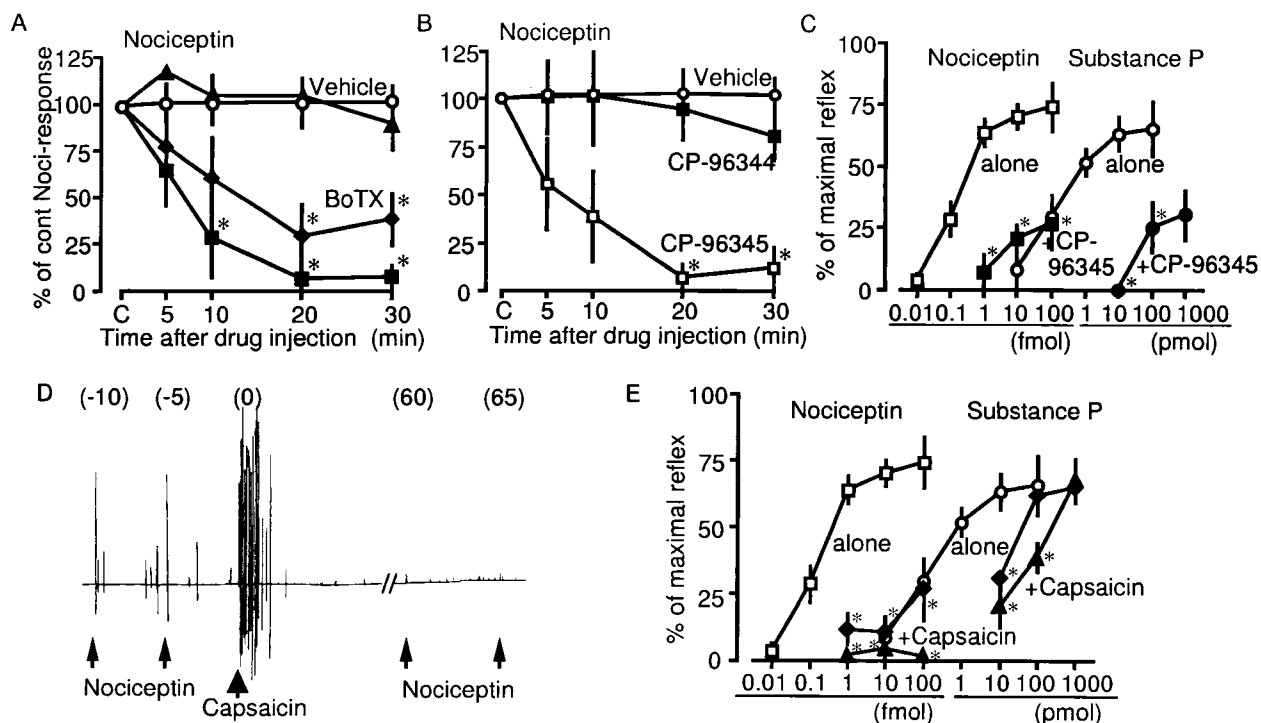 A
Nociceptin
% of cont Noci-response
125
100
75
50
25
0
Vehicle
BoTX
*
*
*
*
*
C 5 10 20 30
Time after drug injection (min)
B
Nociceptin
125
100
75
50
25
0
Vehicle
CP-96344
CP-96345
*
*
C 5 10 20 30
Time after drug injection (min)
C
% of maximal reflex
100
75
50
25
0
Nociceptin
Substance P
alone
alone
*
*
*
+CP-
96345
*
+CP-96345
*
0.01 0.1 1 10 100 1 10 100 1000
(fmol)
(pmol)
D
(-10) (-5) (0) (60) (65)
//
Nociceptin
Capsaicin
Nociceptin
E
% of maximal reflex
100
75
50
25
0
Nociceptin
Substance P
alone
alone
*
*
*
+Capsaicin
*
*
*
*
*
*
+Capsaicin
0.01 0.1 1 10 100 1 10 100 1000
(fmol)
(pmol)